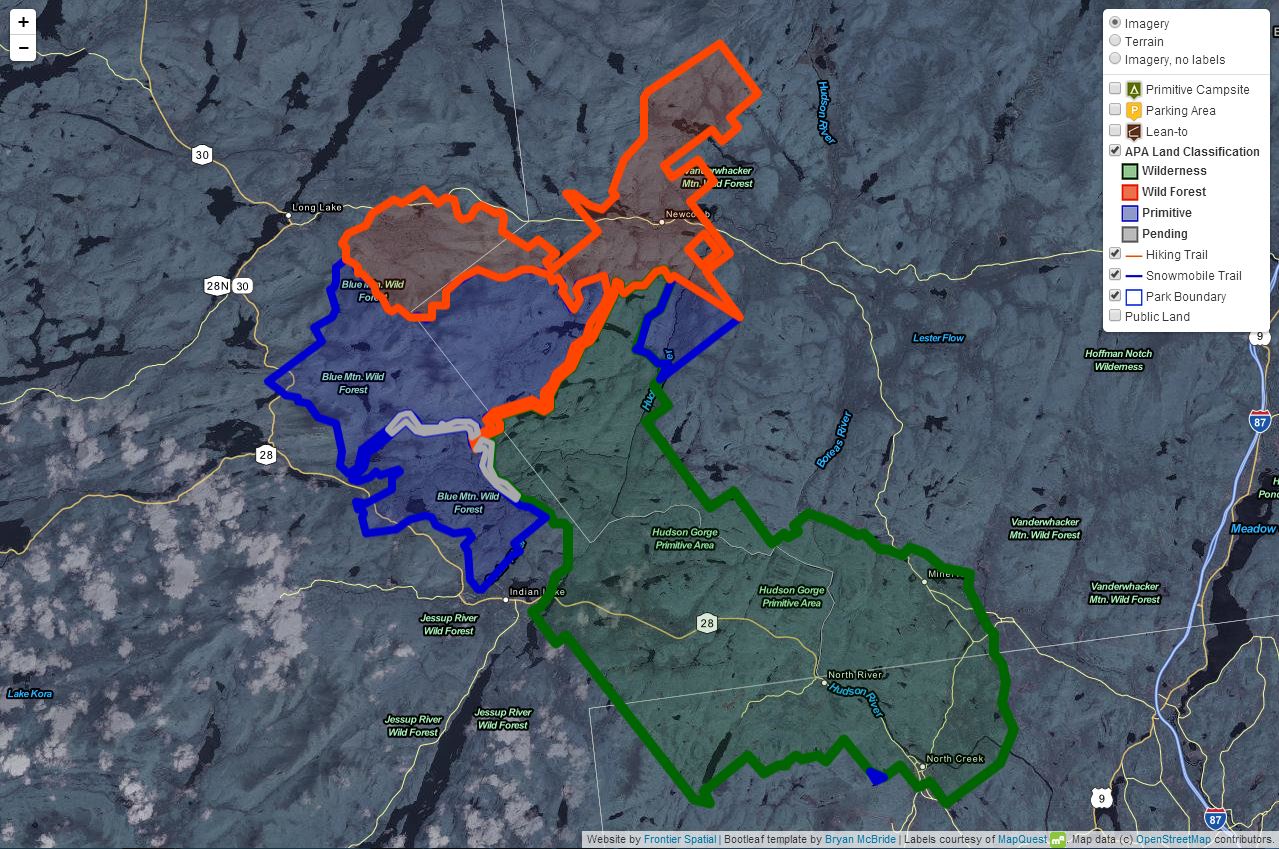 +
−
Imagery
Terrain
Imagery, no labels
Primitive Campsite
P
Parking Area
Lean-to
APA Land Classification
Wilderness
Wild Forest
Primitive
Pending
Hiking Trail
Snowmobile Trail
Park Boundary
Public Land
Hudson River
30
Vanderwhacker
Mtn. Wild Forest
Long Lake
Newcomb
28N
30
Blue Mtn. Wild
Forest
9
Lester Flow
Hoffman Notch
Wilderness
Blue Mtn. Wild
Forest
Boreas River
87
28
Blue Mtn. Wild
Forest
Hudson Gorge
Primitive Area
Vanderwhacker
Mtn. Wild Forest
Meadow
Indian Lake
Hudson Gorge
Primitive Area
Vanderwhacker
Mtn. Wild Forest
Jessup River
Wild Forest
28
North River
Lake Kora
Hudson River
Jessup River
Wild Forest
Jessup River
Wild Forest
North Creek
9
87
Website by Frontier Spatial | Bootleaf template by Bryan McBride | Labels courtesy of MapQuest mq. Map data (c) OpenStreetMap contributors.